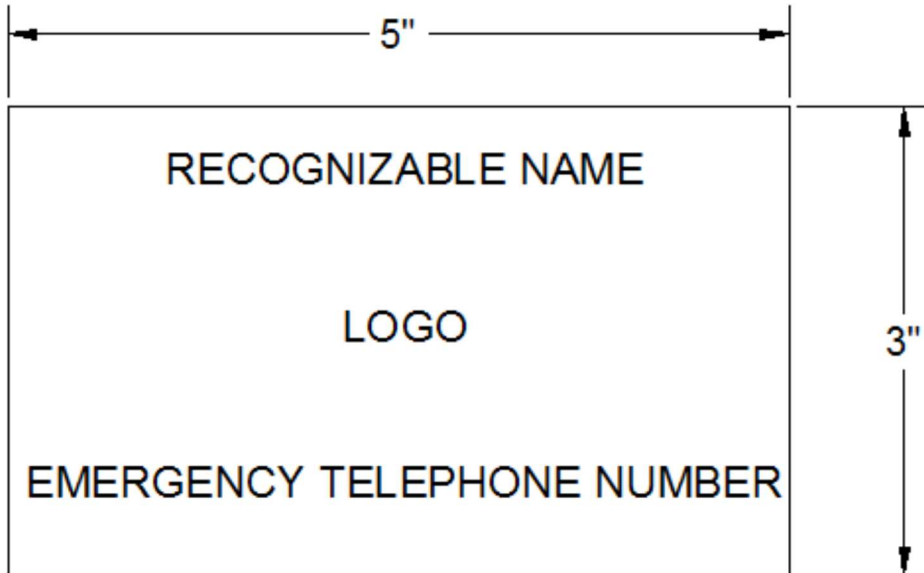 5"
RECOGNIZABLE NAME
LOGO
3"
EMERGENCY TELEPHONE NUMBER